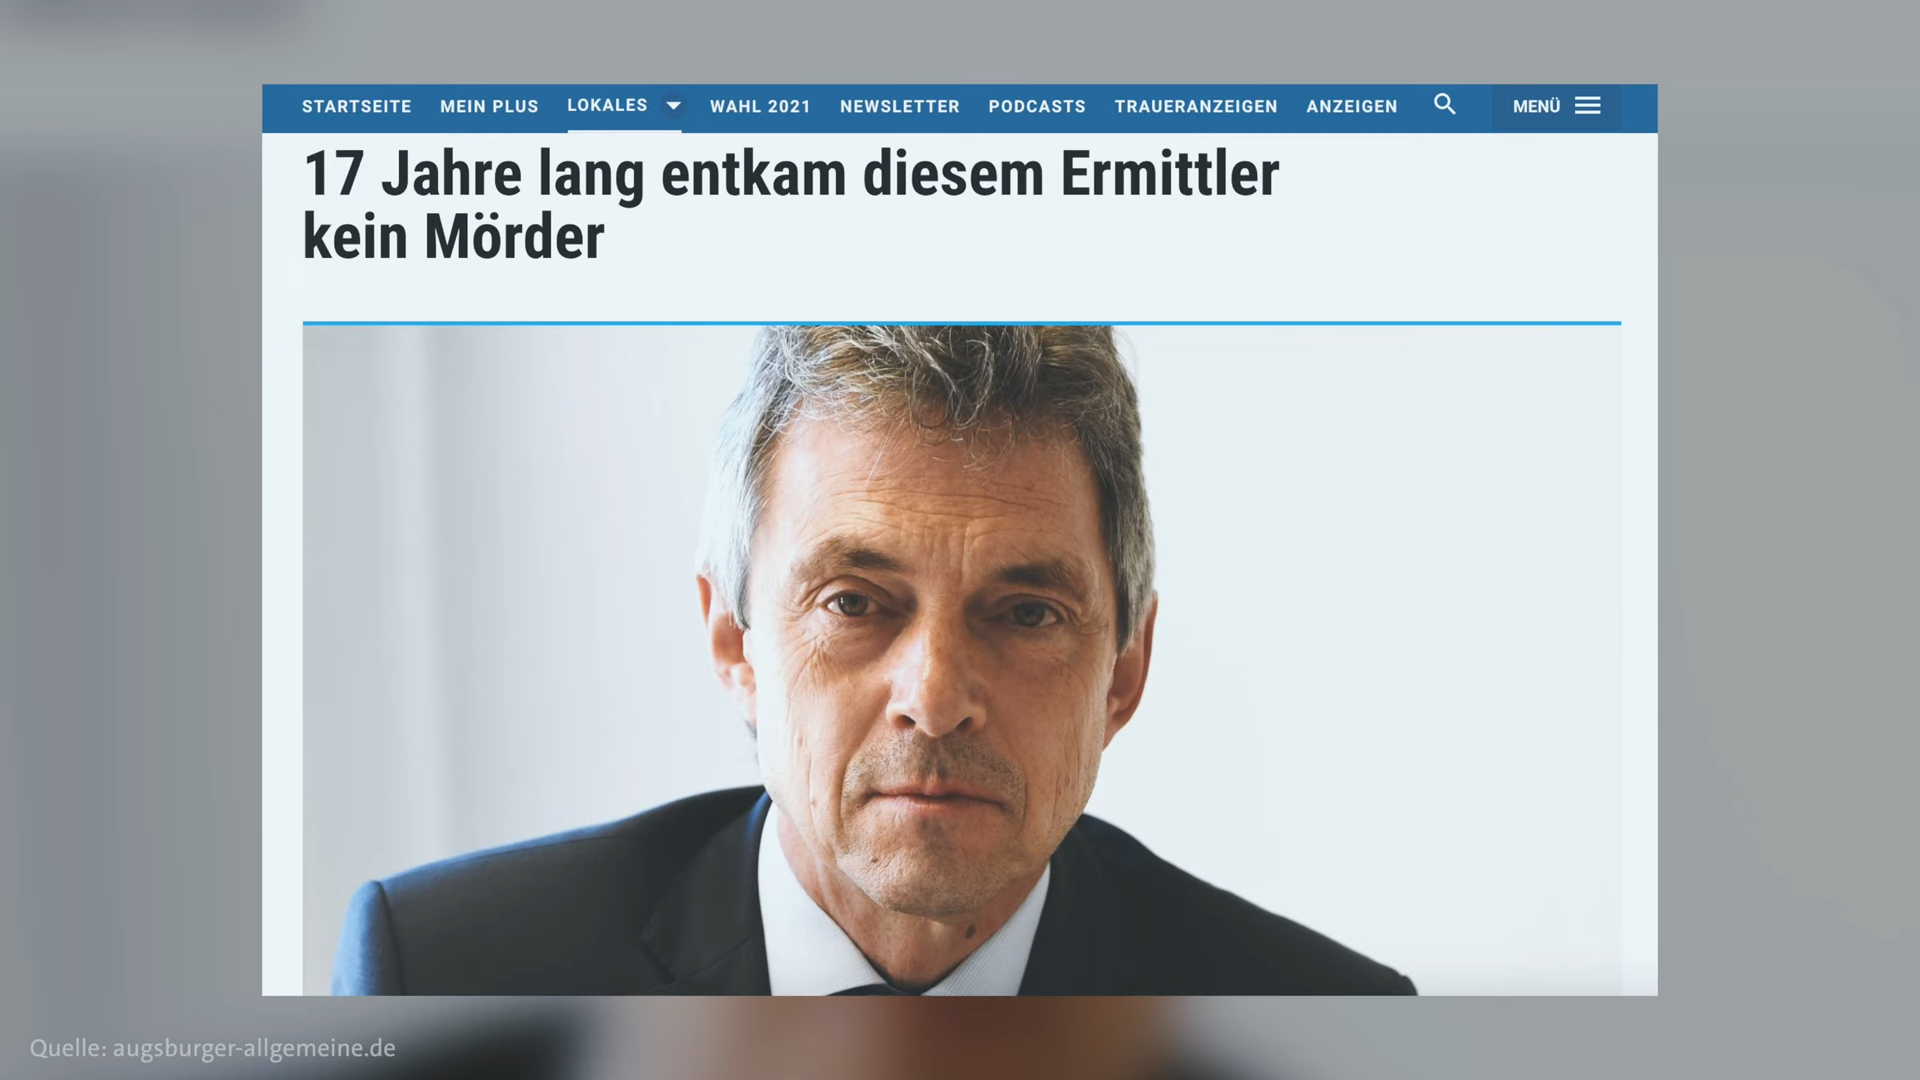 STARTSEITE MEIN PLUS LOKALES WAHL 2021 NEWSLETTER PODCASTS TRAUERANZEIGEN ANZEIGEN MENÜ
17 Jahre lang entkam diesem Ermittler
kein Mörder
Quelle: augsburger-allgemeine.de